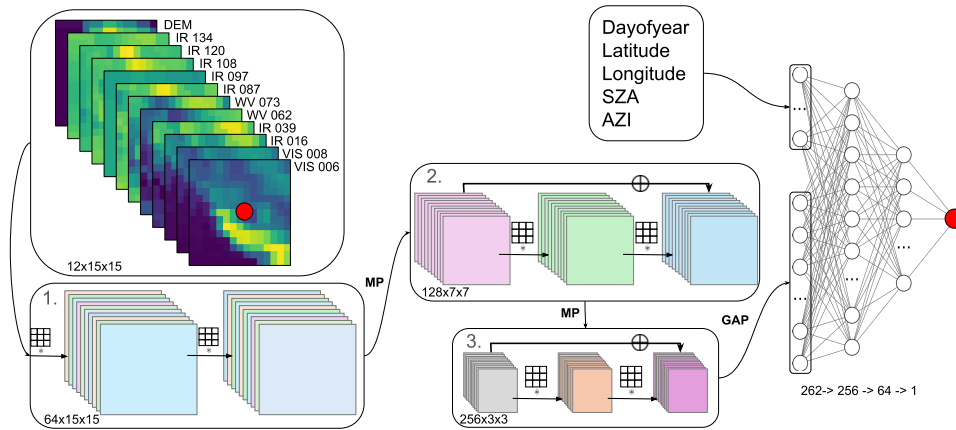 DEM
IR 134
IR 120
IR 108
IR 097
IR 087
WV 073
WV 062
IR 039
IR 016
VIS 008
VIS 006
12x15x15
Dayofyear
Latitude
Longitude
SZA
AZI
1.
*
*
64x15x15
MP
2.
*
*
128x7x7
MP
3.
*
*
256x3x3
GAP
...
...
...
...
262-> 256 -> 64 -> 1